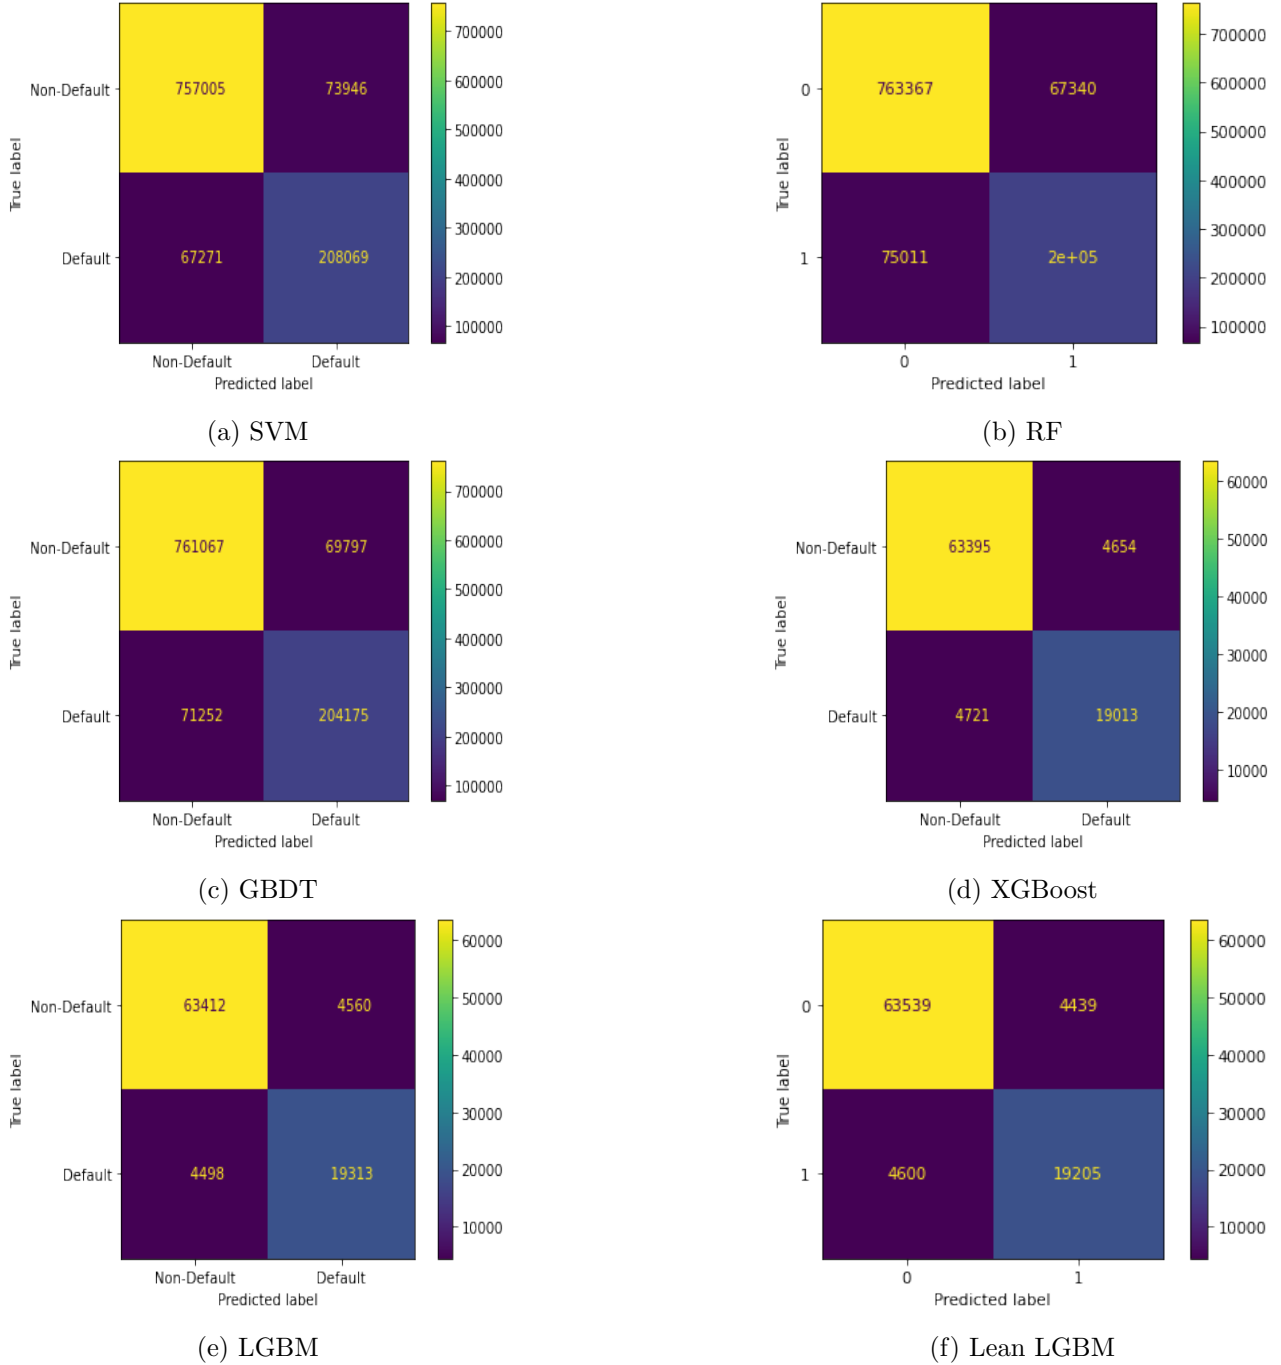 700000
600000
500000
400000
300000
200000
100000
Non-Default
Default
True label
757005
73946
67271
208069
Non-Default
Default
Predicted label
(a) SVM
700000
600000
500000
400000
300000
200000
100000
0
1
True label
763367
67340
75011
2e+05
0
1
Predicted label
(b) RF
700000
600000
500000
400000
300000
200000
100000
Non-Default
Default
True label
761067
69797
71252
204175
Non-Default
Default
Predicted label
(c) GBDT
60000
50000
40000
30000
20000
10000
Non-Default
Default
True label
63395
4654
4721
19013
Non-Default
Default
Predicted label
(d) XGBoost
60000
50000
40000
30000
20000
10000
Non-Default
Default
True label
63412
4560
4498
19313
Non-Default
Default
Predicted label
(e) LGBM
60000
50000
40000
30000
20000
10000
0
1
True label
63539
4439
4600
19205
0
1
Predicted label
(f) Lean LGBM